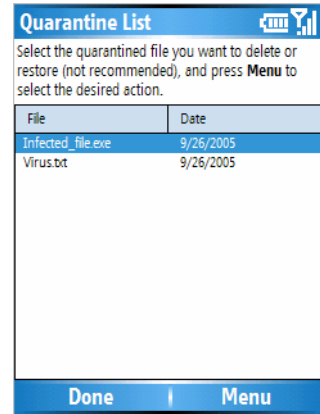 Quarantine List
Select the quarantined file you want to delete or
restore (not recommended), and press Menu to
select the desired action.
File Date
Infected_file.exe 9/26/2005
Virus.txt 9/26/2005
Done Menu